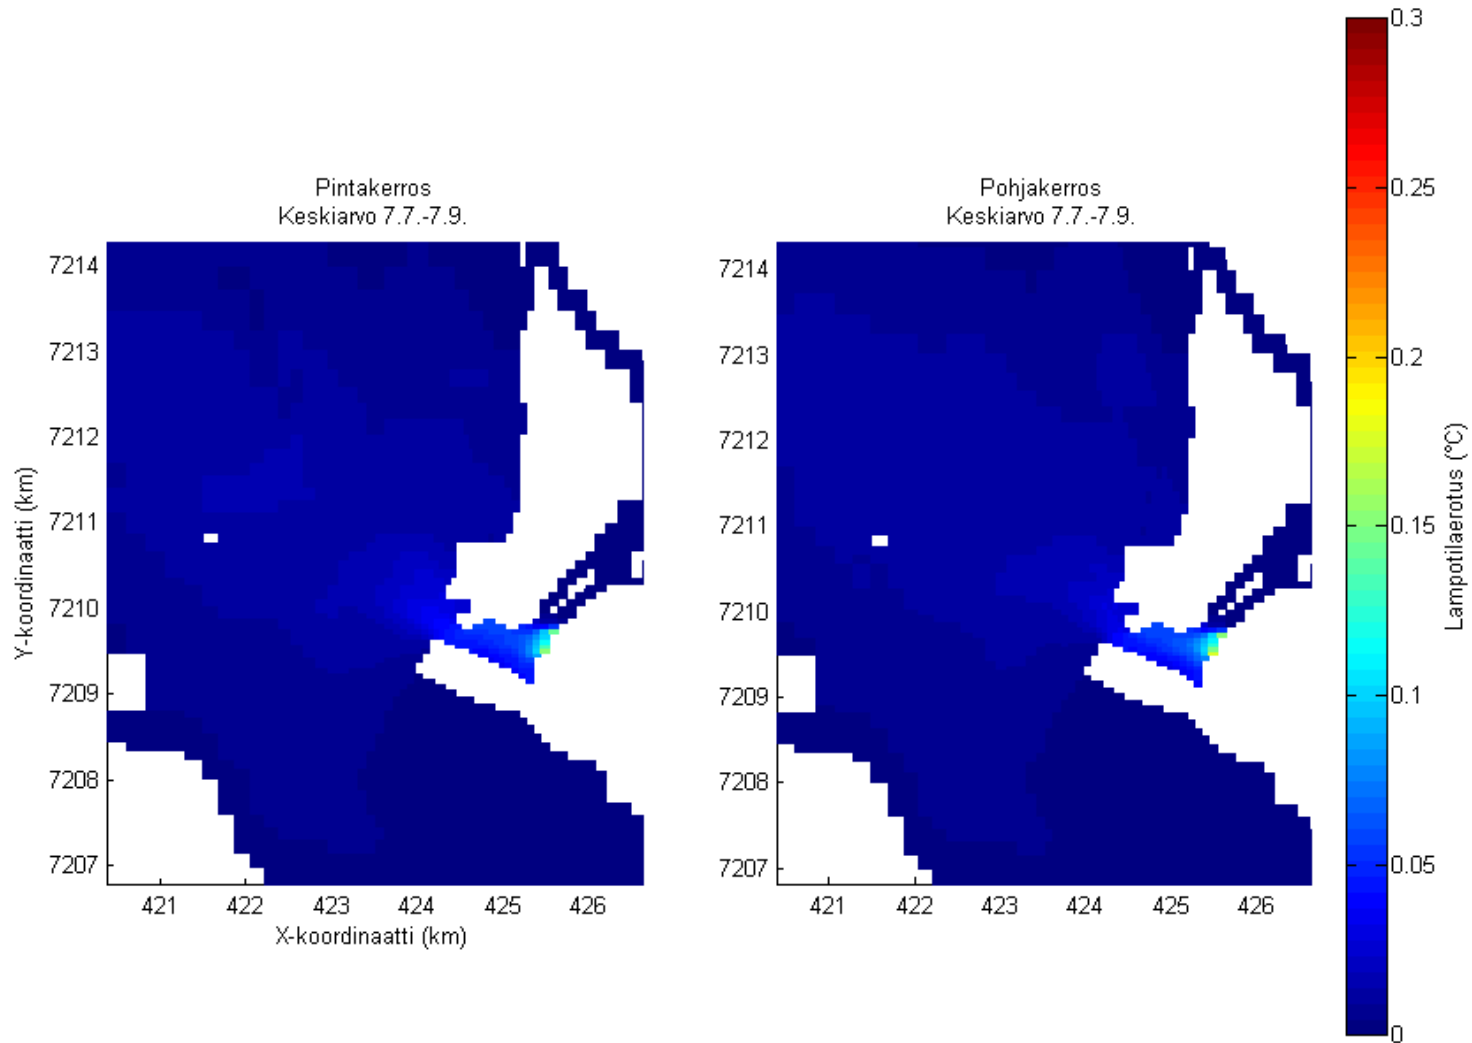 Pintakerros
Keskiarvo 7.7.-7.9.
7214
7213
7212
7211
7210
7209
7208
7207
Y-koordinaatti (km)
421 422 423 424 425 426
X-koordinaatti (km)
Pohjakerros
Keskiarvo 7.7.-7.9.
7214
7213
7212
7211
7210
7209
7208
7207
421 422 423 424 425 426
0.3
0.25
0.2
0.15
0.1
0.05
0
Lampotilaerotus (°C)